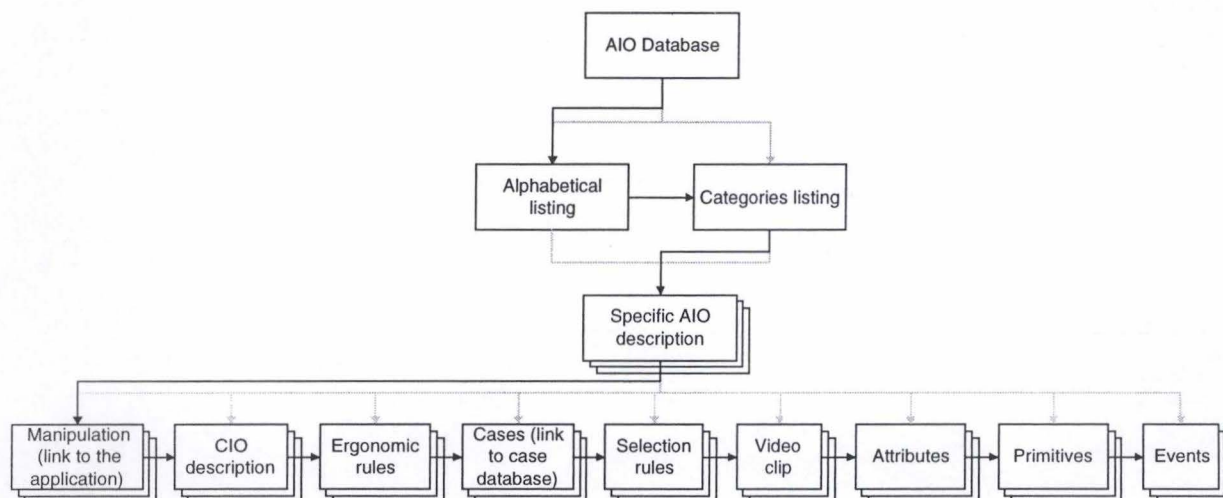 AIO Database
Alphabetical
listing
Categories listing
Specific AIO
description
Manipulation
(link to the
application)
CIO
description
Ergonomic
rules
Cases (link
to case
database)
Selection
rules
Video
clip
Attributes
Primitives
Events